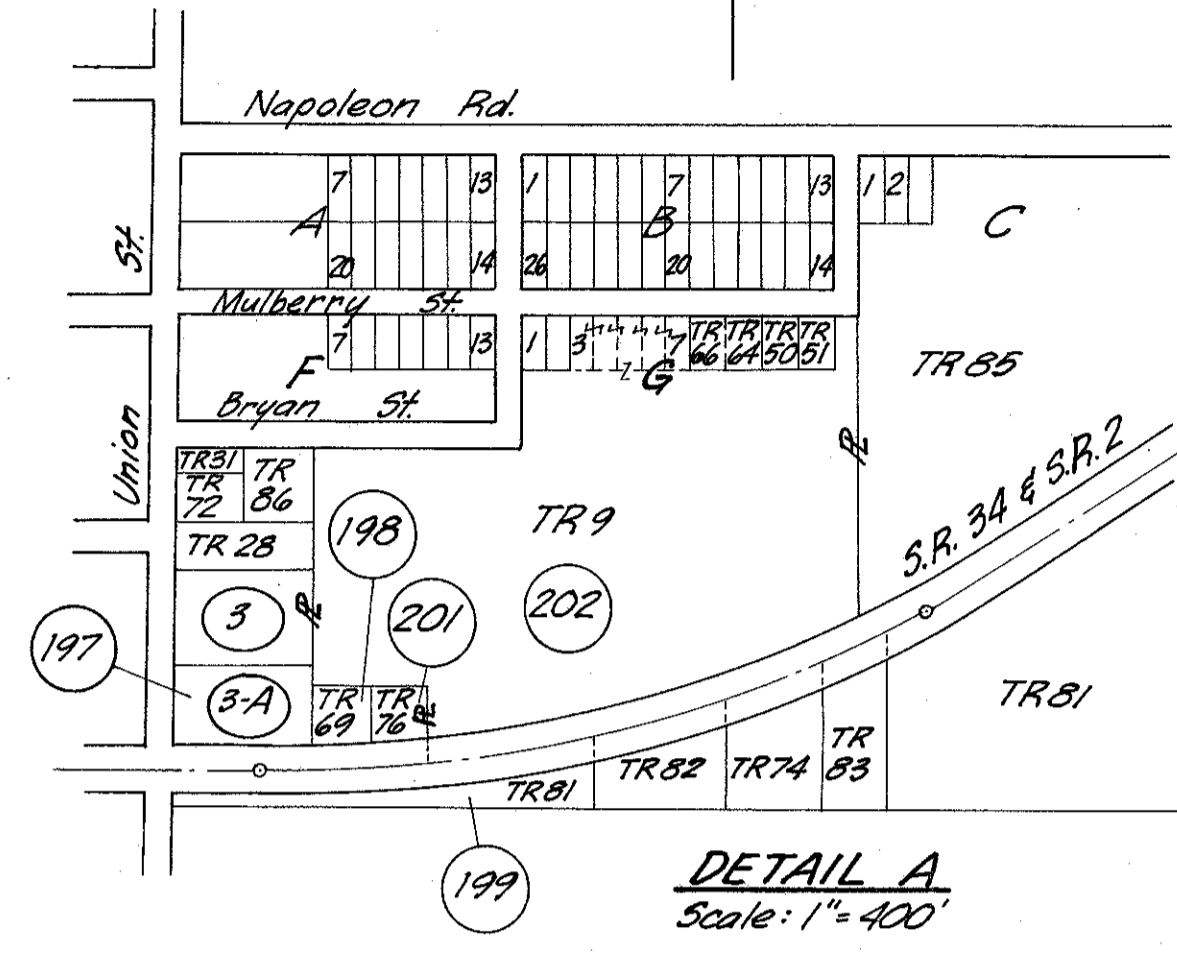 Napoleon Rd.
7 13 1 7 13 1 2
A B C
St.
20 14 26 20 14
Mulberry St.
7 13 1 3 7 TR 66 TR 64 TR 50 TR 51
F G
TR 85
Bryan St.
Union
TR31
TR 72
TR 86
TR 28
TR 9
198
201
202
S.R. 34 & S.R. 2
PL
PL
3
197
3-A
TR 69
TR 76
PL
TR 81
TR 81
TR 82
TR 74
TR 83
199
DETAIL A
Scale: 1"=400'